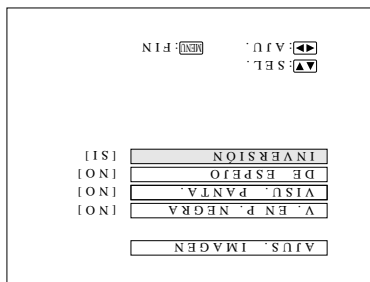 AJUS. IMAGEN
V. EN P. NEGRA [NO]
VISU. PANTA. [NO]
DE ESPEJO [NO]
INVERSIÓN [SI]
▲▼:SEL.
◀▶:AJU. MENU:FIN